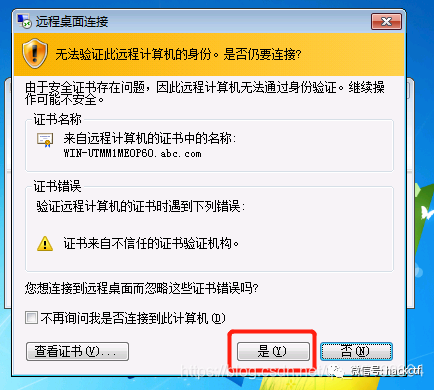 远程桌面连接
无法验证此远程计算机的身份。是否仍要连接?
由于安全证书存在问题,因此远程计算机无法通过身份验证。继续操
作可能不安全。
证书名称
来自远程计算机的证书中的名称:
WIN-UTMM1MEOP60.abc.com
证书错误
验证远程计算机的证书时遇到下列错误:
证书来自不信任的证书验证机构。
您想连接到远程桌面而忽略这些证书错误吗?
不再询问我是否连接到此计算机(D)
查看证书(V)...
是(Y)
否(N)
微信号: hackctf